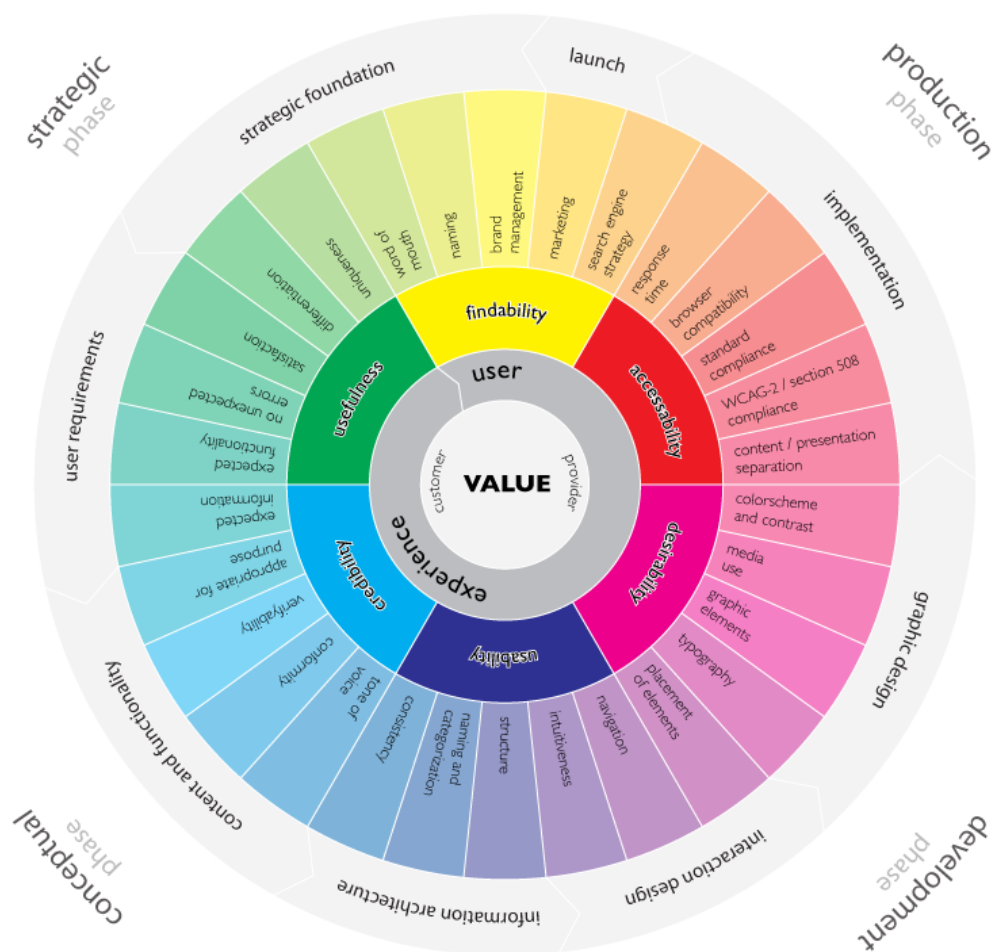 strategic
phase
production
phase
development
phase
conceptual
phase
launch
implementation
graphic design
interaction design
information architecture
content and functionality
user requirements
strategic foundation
word of
mouth
naming
brand
management
marketing
search engine
strategy
response
time
browser
compatibility
standard
compliance
WCAG-2 / section 508
compliance
content / presentation
separation
colorscheme
and contrast
media
use
graphic
elements
typography
placement
of elements
navigation
intuitiveness
structure
naming and
categorization
consistency
tone of
voice
conformity
verifyability
appropriate for
purpose
expected
information
expected
functionality
no unexpected
errors
satisfaction
differentiation
uniqueness
findability
accessability
desirability
usability
credibility
usefulness
user
experience
customer
VALUE
provider